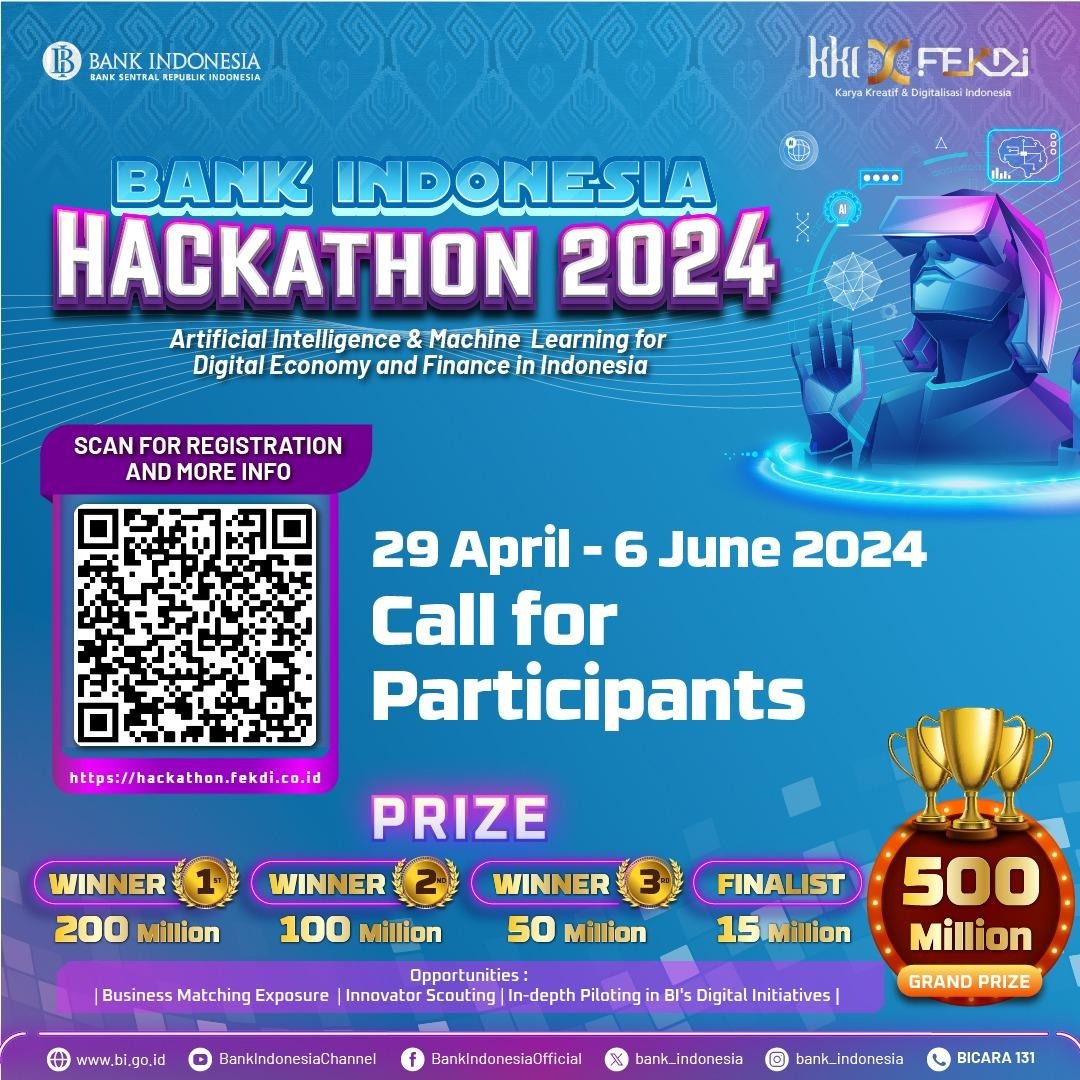 BANK INDONESIA
BANK SENTRAL REPUBLIK INDONESIA
kki X FEKDi
Karya Kreatif & Digitalisasi Indonesia
BANK INDONESIA
HACKATHON 2024
Artificial Intelligence & Machine Learning for
Digital Economy and Finance in Indonesia
AI
AI
SCAN FOR REGISTRATION
AND MORE INFO
https://hackathon.fekdi.co.id
29 April - 6 June 2024
Call for
Participants
PRIZE
WINNER 1ST
200 Million
WINNER 2ND
100 Million
WINNER 3RD
50 Million
FINALIST
15 Million
500
Million
GRAND PRIZE
Opportunities :
| Business Matching Exposure | Innovator Scouting | In-depth Piloting in BI's Digital Initiatives |
www.bi.go.id BankIndonesiaChannel BankIndonesiaOfficial bank_indonesia bank_indonesia BICARA 131